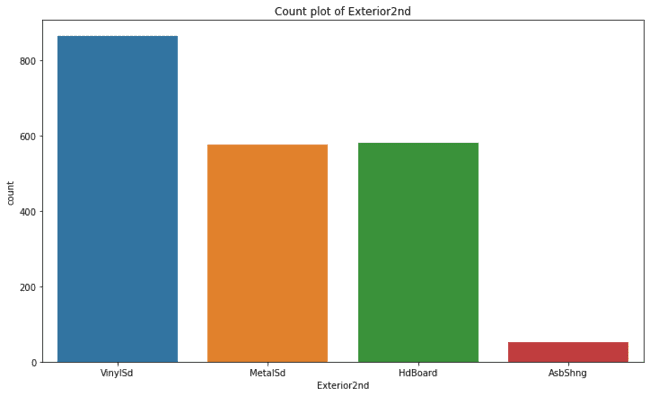 Count plot of Exterior2nd
800
600
400
200
0
count
VinylSd
MetalSd
HdBoard
AsbShng
Exterior2nd